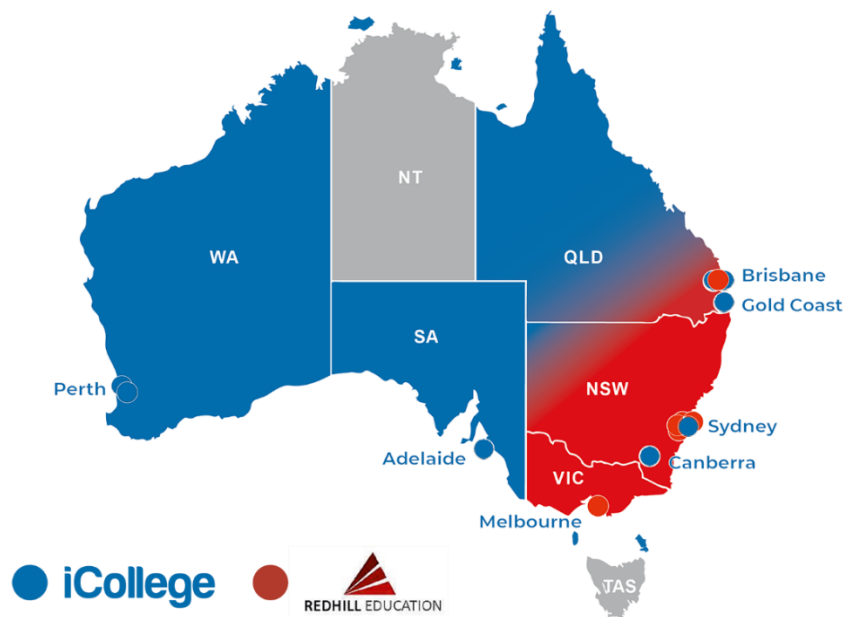 NT
WA
QLD
Brisbane
Gold Coast
SA
NSW
Perth
Sydney
Adelaide
Canberra
VIC
Melbourne
iCollege
REDHILL EDUCATION
TAS